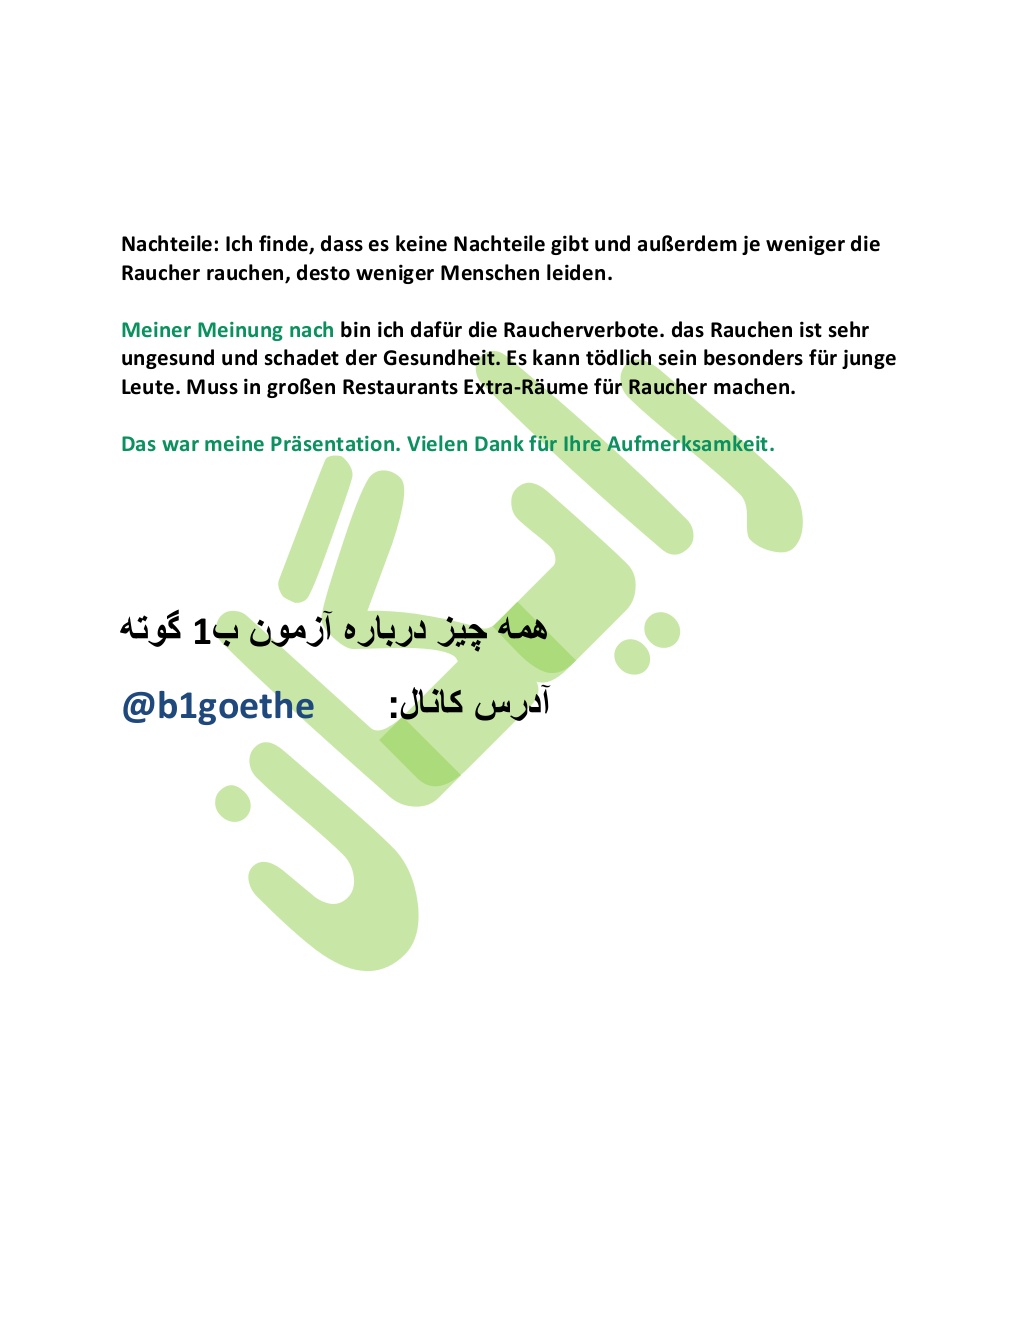 Nachteile: Ich finde, dass es keine Nachteile gibt und außerdem je weniger die
Raucher rauchen, desto weniger Menschen leiden.
Meiner Meinung nach bin ich dafür die Raucherverbote. das Rauchen ist sehr
ungesund und schadet der Gesundheit. Es kann tödlich sein besonders für junge
Leute. Muss in großen Restaurants Extra-Räume für Raucher machen.
Das war meine Präsentation. Vielen Dank für Ihre Aufmerksamkeit.
رایگان
همه چیز درباره آزمون ب1 گوته
آدرس کانال: @b1goethe